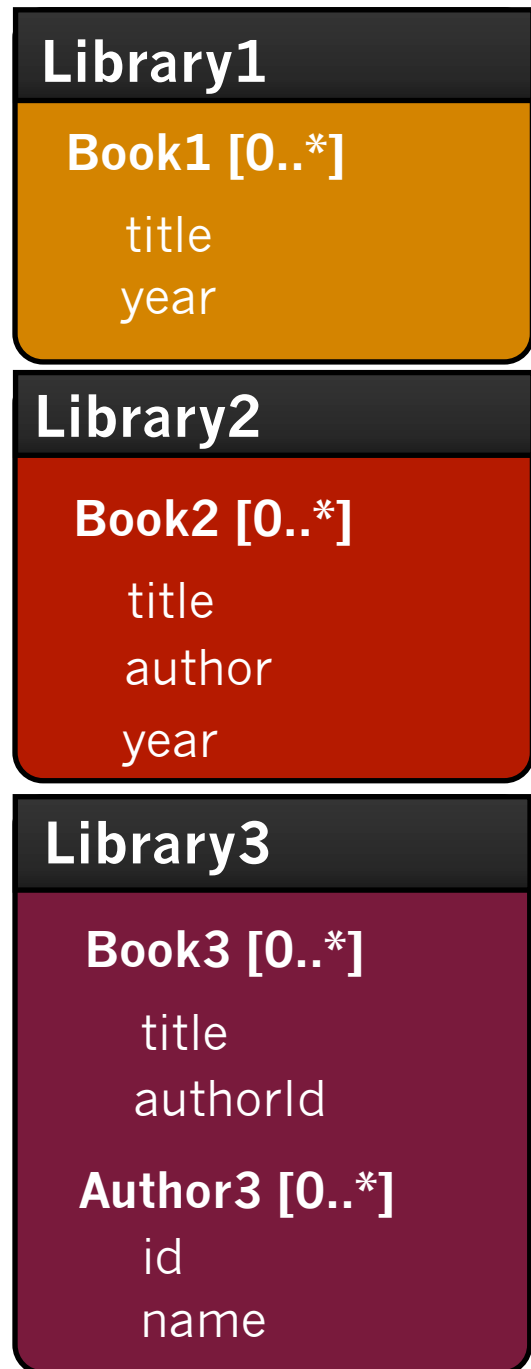 Library1
Book1 [0..*]
title
year
Library2
Book2 [0..*]
title
author
year
Library3
Book3 [0..*]
title
authorId
Author3 [0..*]
id
name